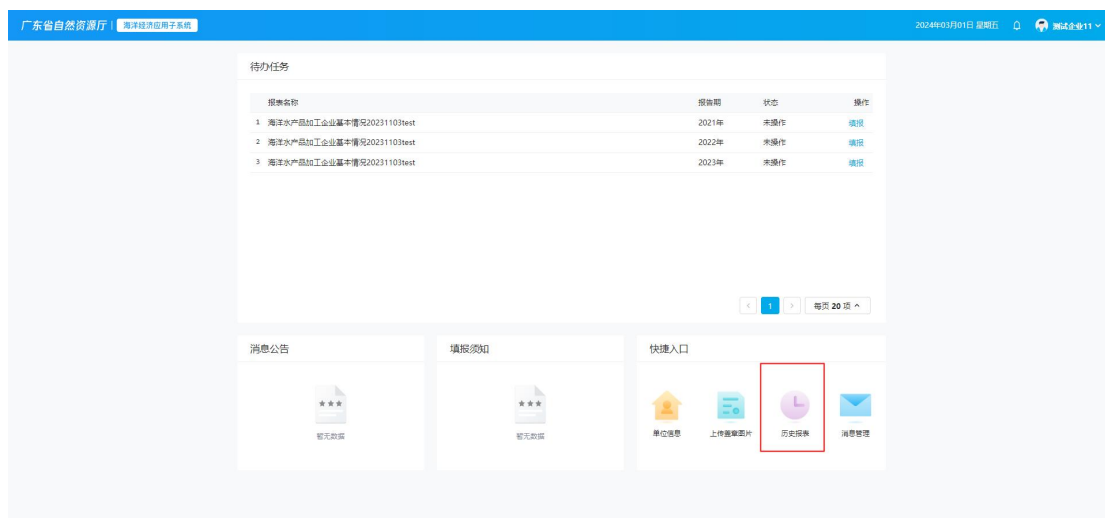 广东省自然资源厅 | 海洋经济应用子系统 2024年03月01日 星期五 测试企业11
待办任务
报表名称 报告期 状态 操作
1 海洋水产品加工企业基本情况20231103test 2021年 未操作 填报
2 海洋水产品加工企业基本情况20231103test 2022年 未操作 填报
3 海洋水产品加工企业基本情况20231103test 2023年 未操作 填报
< 1 > 每页 20 项
消息公告 填报须知 快捷入口
暂无数据 暂无数据 单位信息 上传盖章图片 历史报表 消息管理